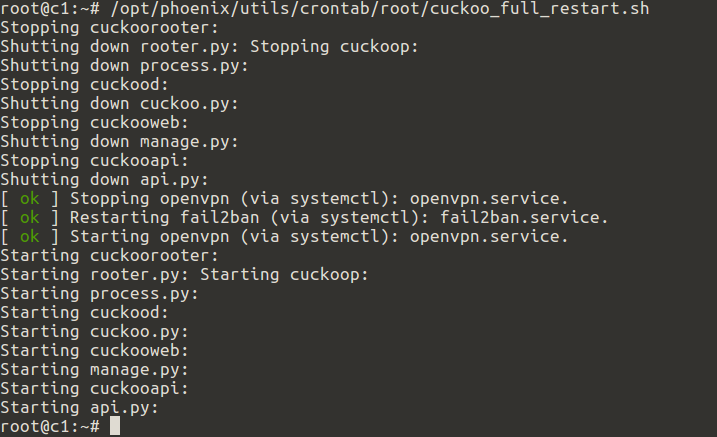 root@c1:~# /opt/phoenix/utils/crontab/root/cuckoo_full_restart.sh
Stopping cuckoorooter:
Shutting down rooter.py: Stopping cuckoop:
Shutting down process.py:
Stopping cuckood:
Shutting down cuckoo.py:
Stopping cuckooweb:
Shutting down manage.py:
Stopping cuckooapi:
Shutting down api.py:
[ ok ] Stopping openvpn (via systemctl): openvpn.service.
[ ok ] Restarting fail2ban (via systemctl): fail2ban.service.
[ ok ] Starting openvpn (via systemctl): openvpn.service.
Starting cuckoorooter:
Starting rooter.py: Starting cuckoop:
Starting process.py:
Starting cuckood:
Starting cuckoo.py:
Starting cuckooweb:
Starting manage.py:
Starting cuckooapi:
Starting api.py:
root@c1:~#